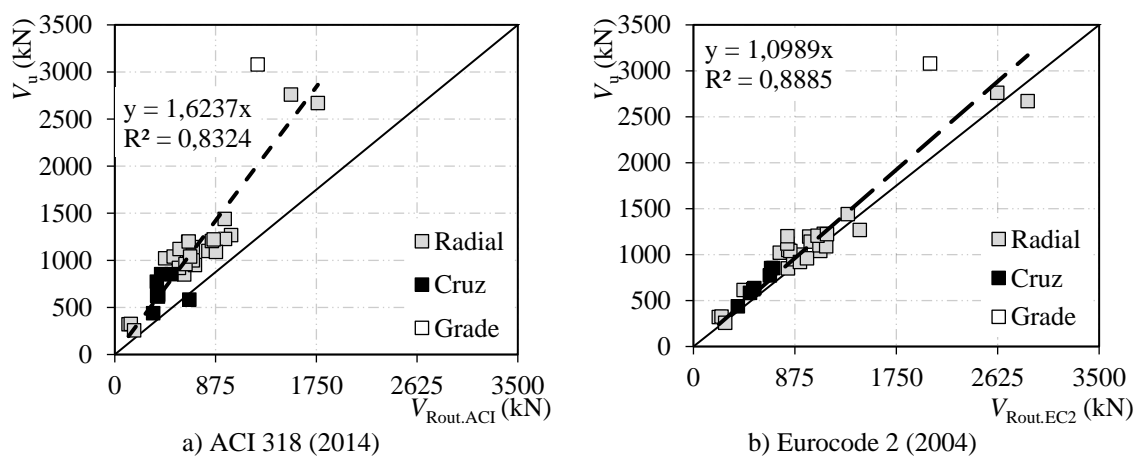 3500
3000
2500
2000
1500
1000
500
0
V_u (kN)
y = 1,6237x
R² = 0,8324
Radial
Cruz
Grade
0 875 1750 2625 3500
V_Rout.ACI (kN)
a) ACI 318 (2014)
3500
3000
2500
2000
1500
1000
500
0
V_u (kN)
y = 1,0989x
R² = 0,8885
Radial
Cruz
Grade
0 875 1750 2625 3500
V_Rout.EC2 (kN)
b) Eurocode 2 (2004)